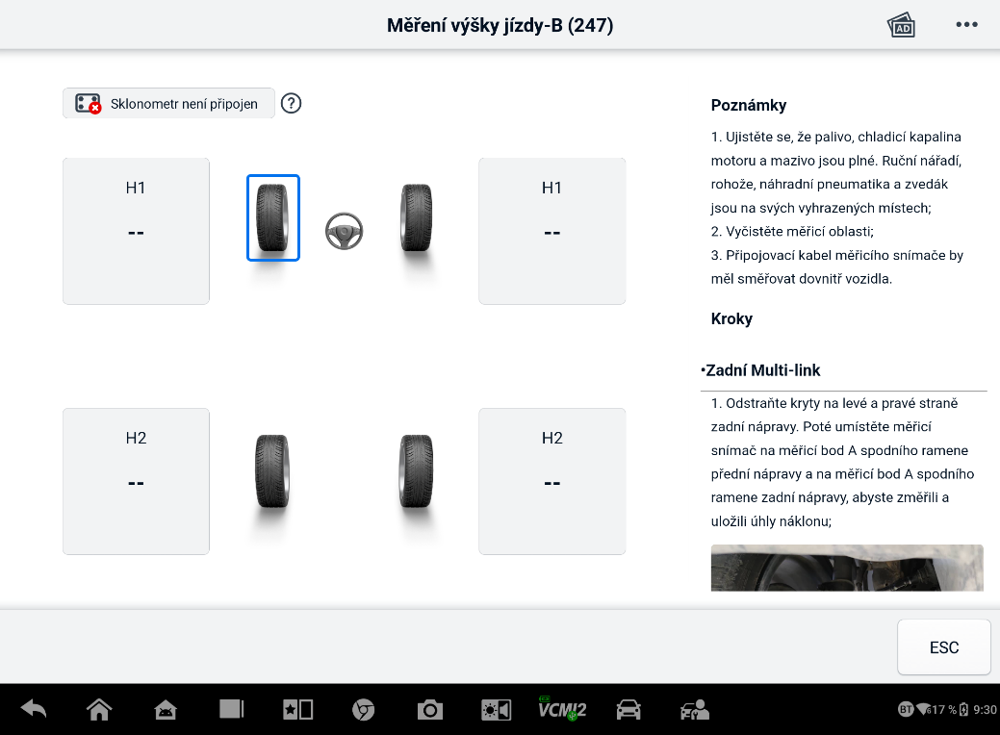 Měření výšky jízdy-B (247)
AD
Sklonometr není připojen
?
H1
--
H1
--
H2
--
H2
--
Poznámky
1. Ujistěte se, že palivo, chladicí kapalina
motoru a mazivo jsou plné. Ruční nářadí,
rohože, náhradní pneumatika a zvedák
jsou na svých vyhrazených místech;
2. Vyčistěte měřicí oblasti;
3. Připojovací kabel měřicího snímače by
měl směřovat dovnitř vozidla.
Kroky
•Zadní Multi-link
1. Odstraňte kryty na levé a pravé straně
zadní nápravy. Poté umístěte měřicí
snímač na měřicí bod A spodního ramene
přední nápravy a na měřicí bod A spodního
ramene zadní nápravy, abyste změřili a
uložili úhly náklonu;
ESC
VCMI2
BT 6 17 % 9:30